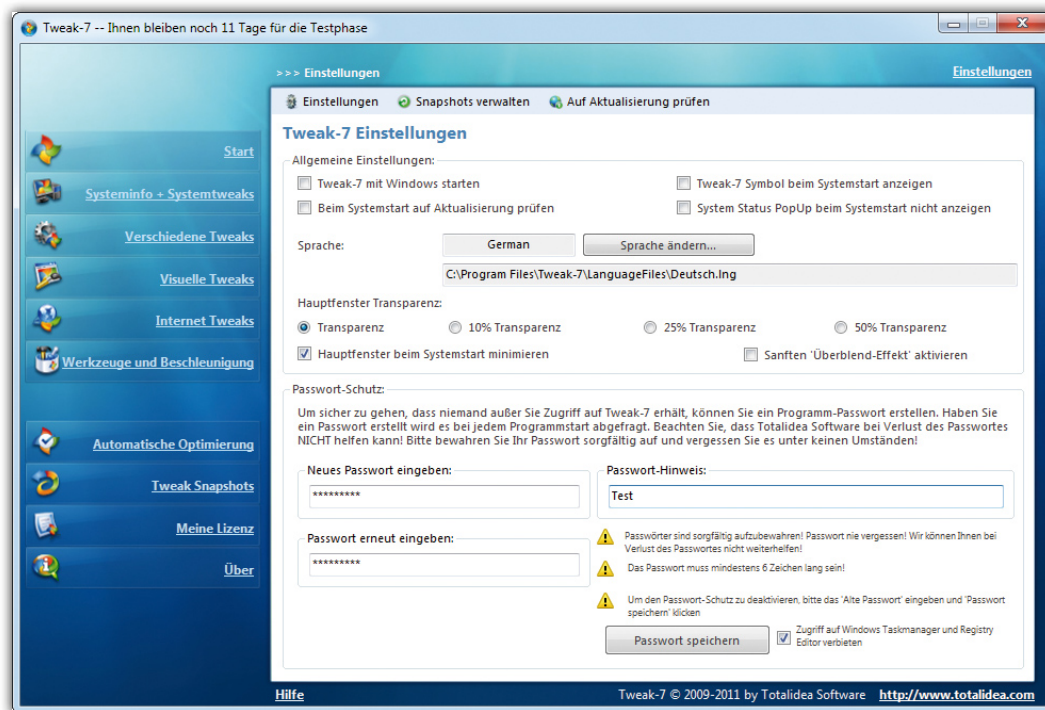 Tweak-7 -- Ihnen bleiben noch 11 Tage für die Testphase
>>> Einstellungen
Einstellungen
Einstellungen
Snapshots verwalten
Auf Aktualisierung prüfen
Start
Systeminfo + Systemtweaks
Verschiedene Tweaks
Visuelle Tweaks
Internet Tweaks
Werkzeuge und Beschleunigung
Automatische Optimierung
Tweak Snapshots
Meine Lizenz
Über
Tweak-7 Einstellungen
Allgemeine Einstellungen:
Tweak-7 mit Windows starten
Tweak-7 Symbol beim Systemstart anzeigen
Beim Systemstart auf Aktualisierung prüfen
System Status PopUp beim Systemstart nicht anzeigen
Sprache:
German
Sprache ändern...
C:\Program Files\Tweak-7\LanguageFiles\Deutsch.lng
Hauptfenster Transparenz:
Transparenz
10% Transparenz
25% Transparenz
50% Transparenz
Hauptfenster beim Systemstart minimieren
Sanften 'Überblend-Effekt' aktivieren
Passwort-Schutz:
Um sicher zu gehen, dass niemand außer Sie Zugriff auf Tweak-7 erhält, können Sie ein Programm-Passwort erstellen. Haben Sie
ein Passwort erstellt wird es bei jedem Programmstart abgefragt. Beachten Sie, dass Totalidea Software bei Verlust des Passwortes
NICHT helfen kann! Bitte bewahren Sie Ihr Passwort sorgfältig auf und vergessen Sie es unter keinen Umständen!
Neues Passwort eingeben:
*********
Passwort-Hinweis:
Test
Passwort erneut eingeben:
*********
Passwörter sind sorgfältig aufzubewahren! Passwort nie vergessen! Wir können Ihnen bei
Verlust des Passwortes nicht weiterhelfen!
Das Passwort muss mindestens 6 Zeichen lang sein!
Um den Passwort-Schutz zu deaktivieren, bitte das 'Alte Passwort' eingeben und 'Passwort
speichern' klicken
Passwort speichern
Zugriff auf Windows Taskmanager und Registry
Editor verbieten
Hilfe
Tweak-7 © 2009-2011 by Totalidea Software
http://www.totalidea.com